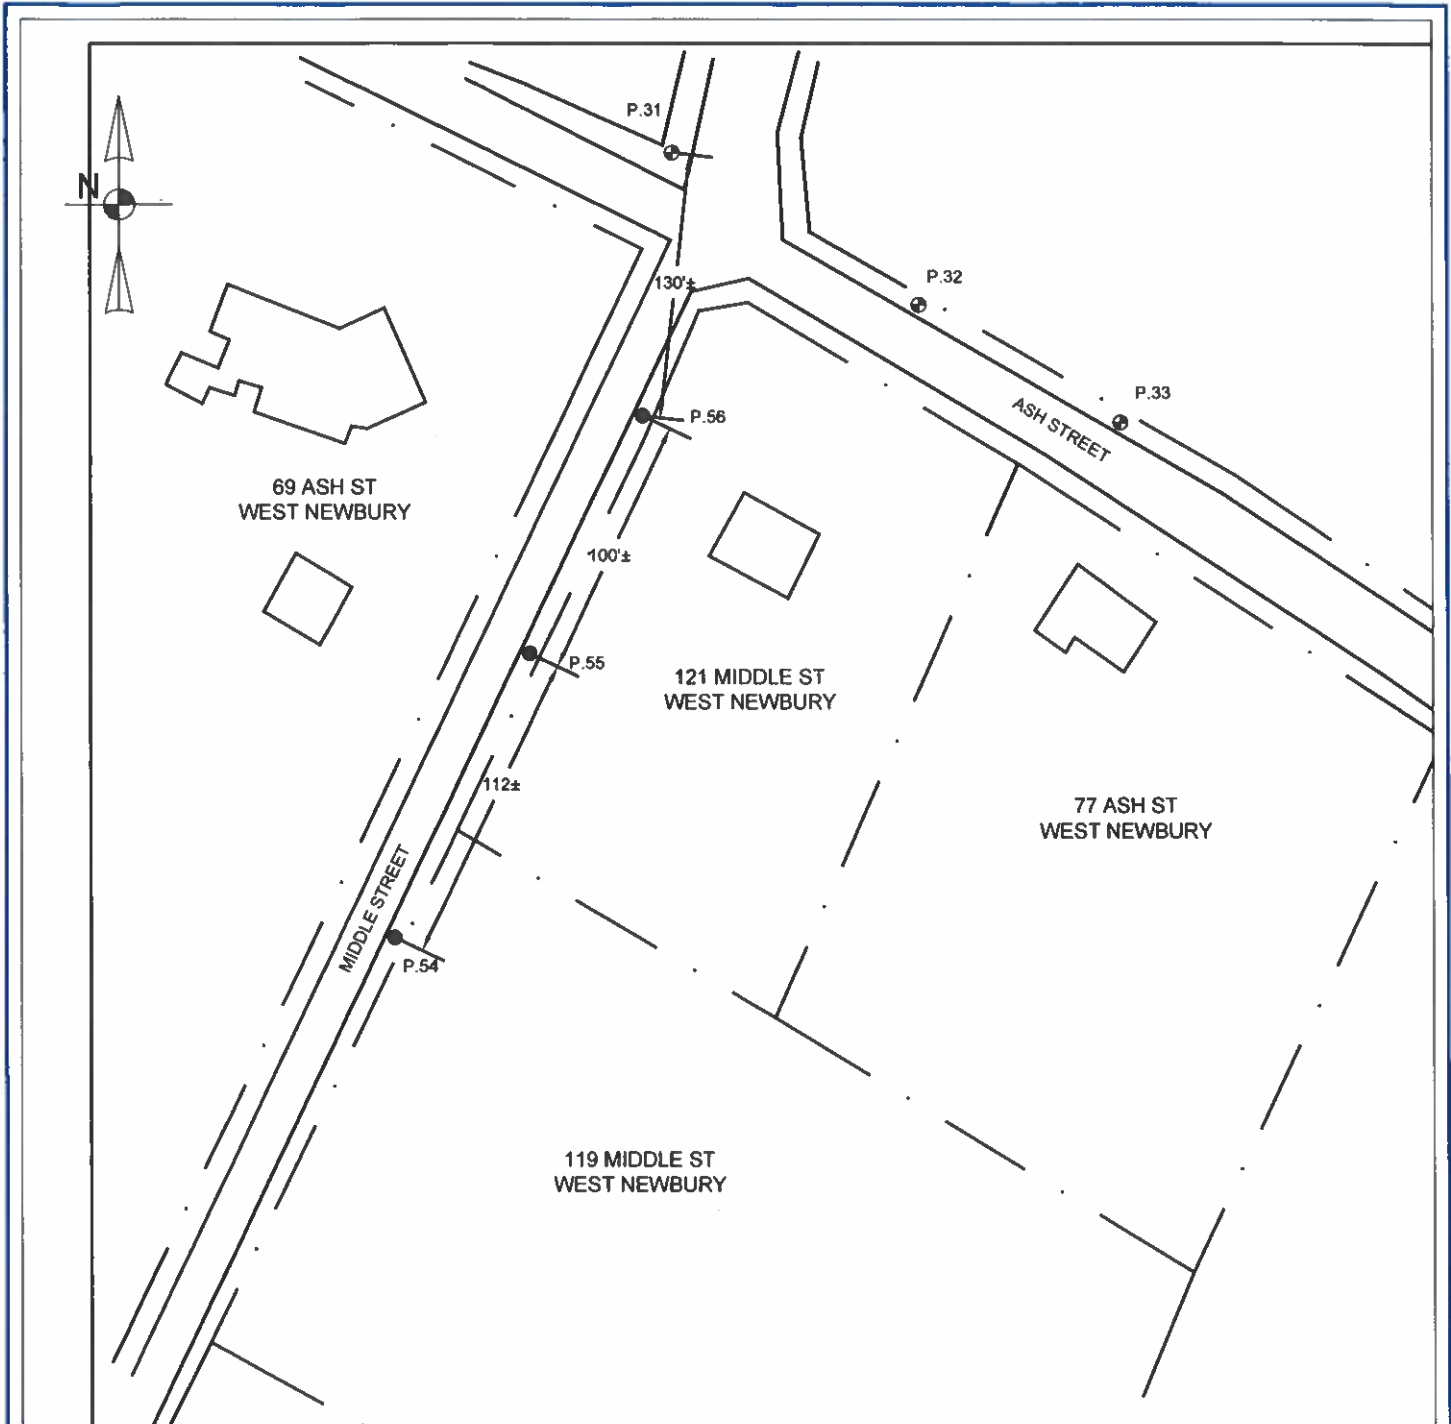 P.31
N
P.32
130'±
P.33
ASH STREET
P.56
69 ASH ST
WEST NEWBURY
100'±
P.55
121 MIDDLE ST
WEST NEWBURY
112±
77 ASH ST
WEST NEWBURY
MIDDLE STREET
P.54
119 MIDDLE ST
WEST NEWBURY